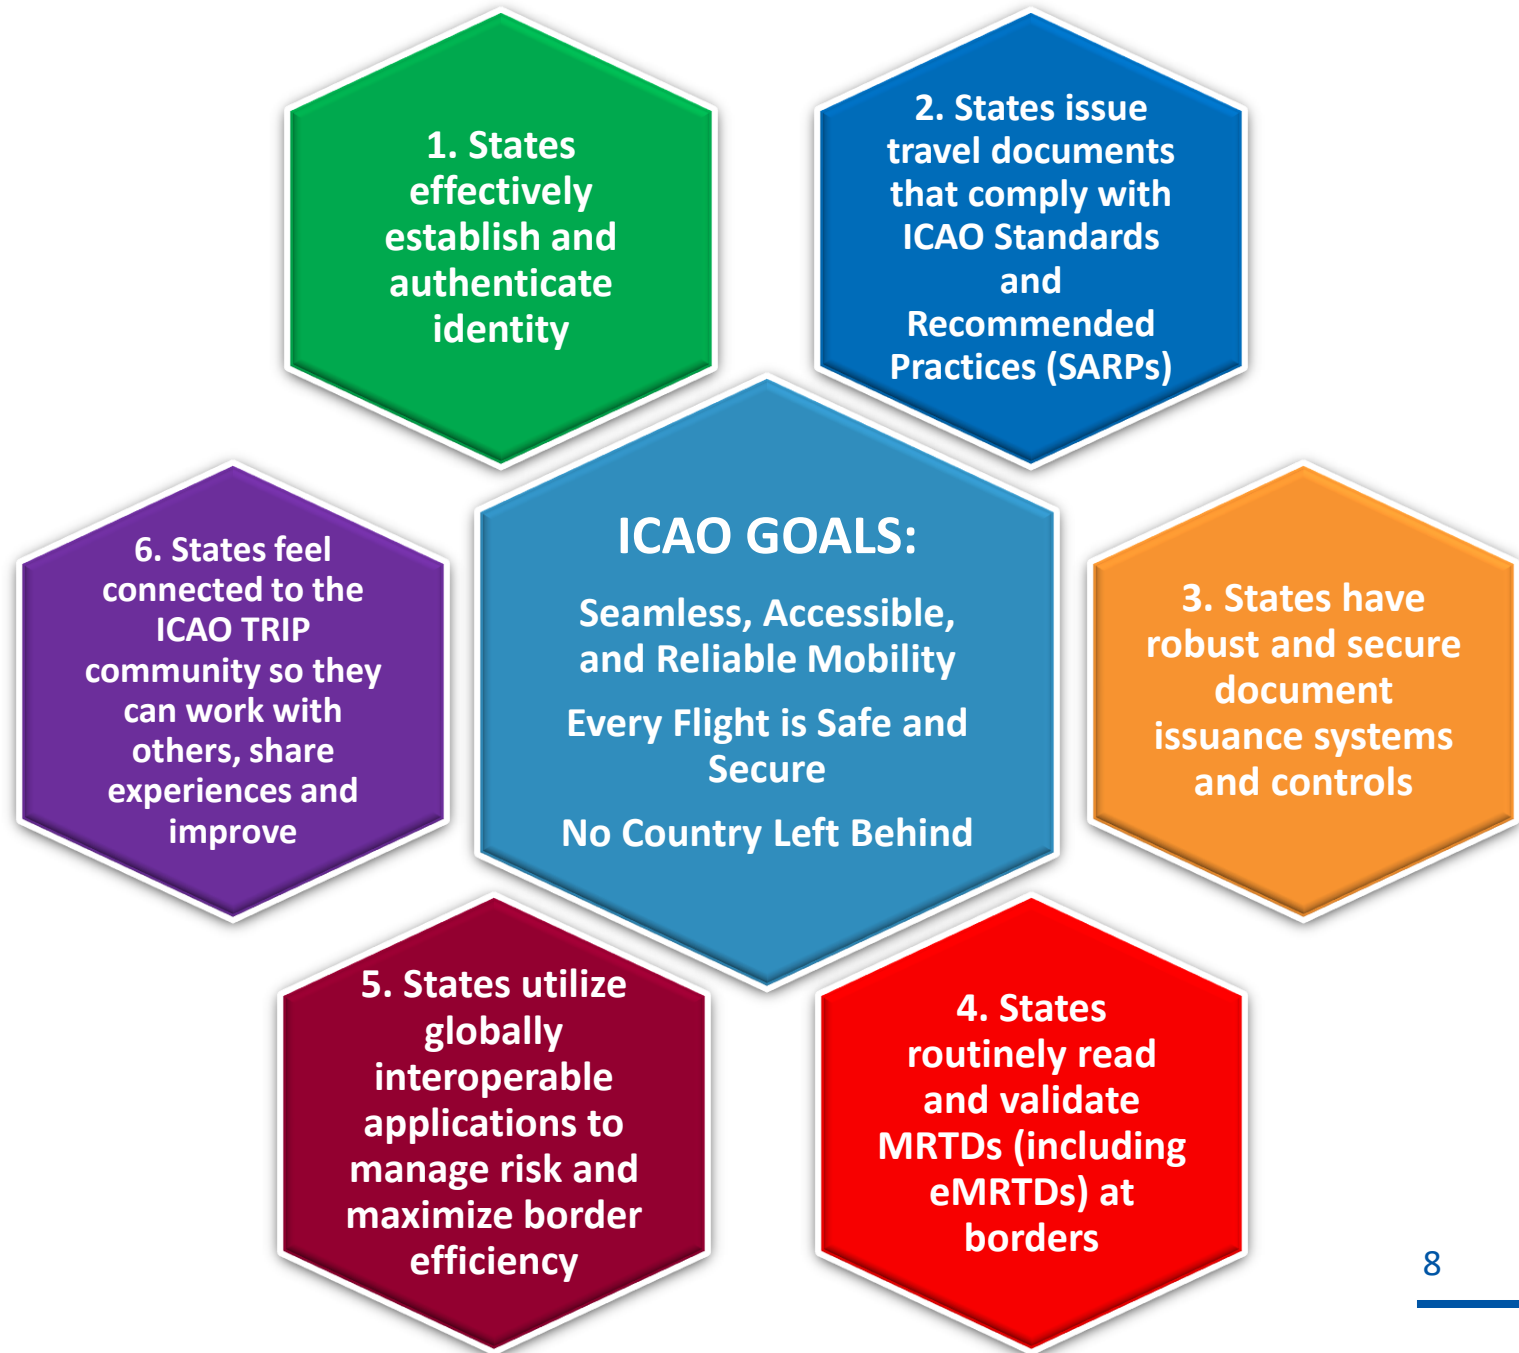 1. States
effectively
establish and
authenticate
identity
2. States issue
travel documents
that comply with
ICAO Standards
and
Recommended
Practices (SARPs)
ICAO GOALS:
Seamless, Accessible,
and Reliable Mobility
Every Flight is Safe and
Secure
No Country Left Behind
3. States have
robust and secure
document
issuance systems
and controls
4. States
routinely read
and validate
MRTDs (including
eMRTDs) at
borders
5. States utilize
globally
interoperable
applications to
manage risk and
maximize border
efficiency
6. States feel
connected to the
ICAO TRIP
community so they
can work with
others, share
experiences and
improve
8